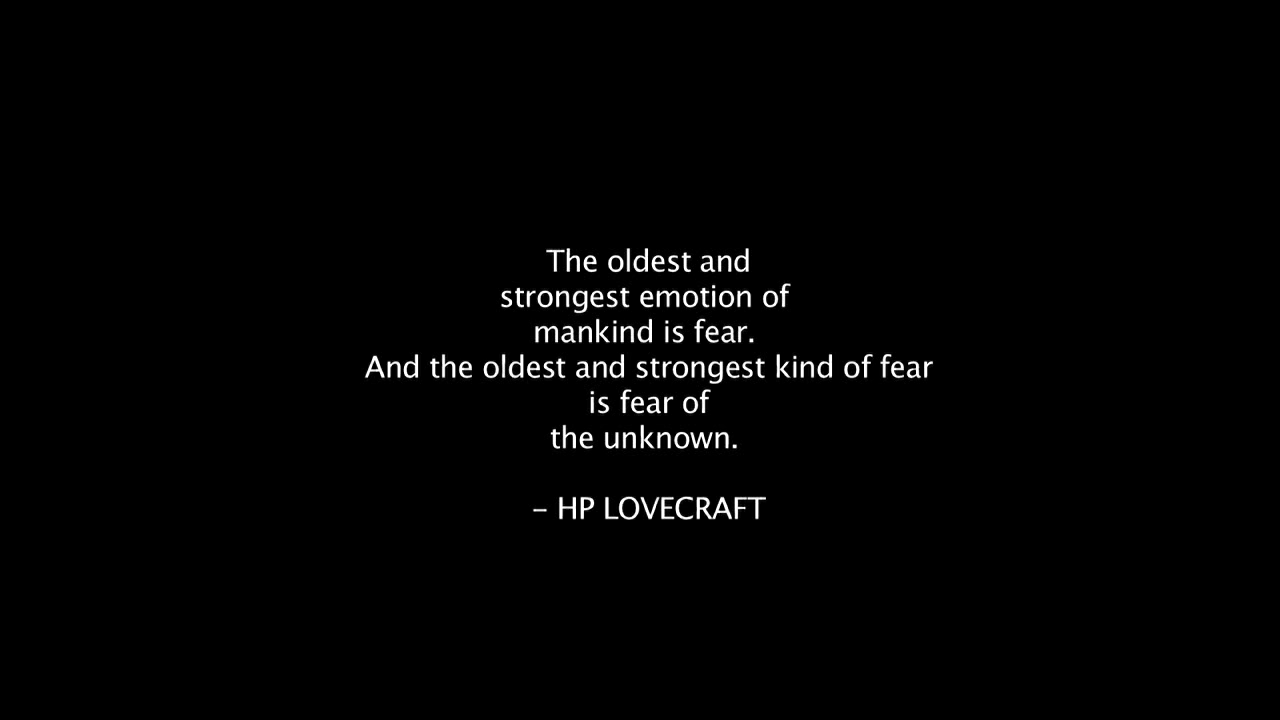 The oldest and
strongest emotion of
mankind is fear.
And the oldest and strongest kind of fear
is fear of
the unknown.
– HP LOVECRAFT